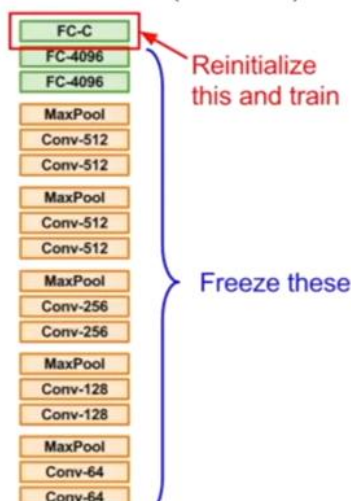 FC-C
FC-4096
FC-4096
MaxPool
Conv-512
Conv-512
MaxPool
Conv-512
Conv-512
MaxPool
Conv-256
Conv-256
MaxPool
Conv-128
Conv-128
MaxPool
Conv-64
Conv-64
Reinitialize
this and train
Freeze these